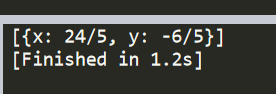 [{x: 24/5, y: -6/5}]
[Finished in 1.2s]